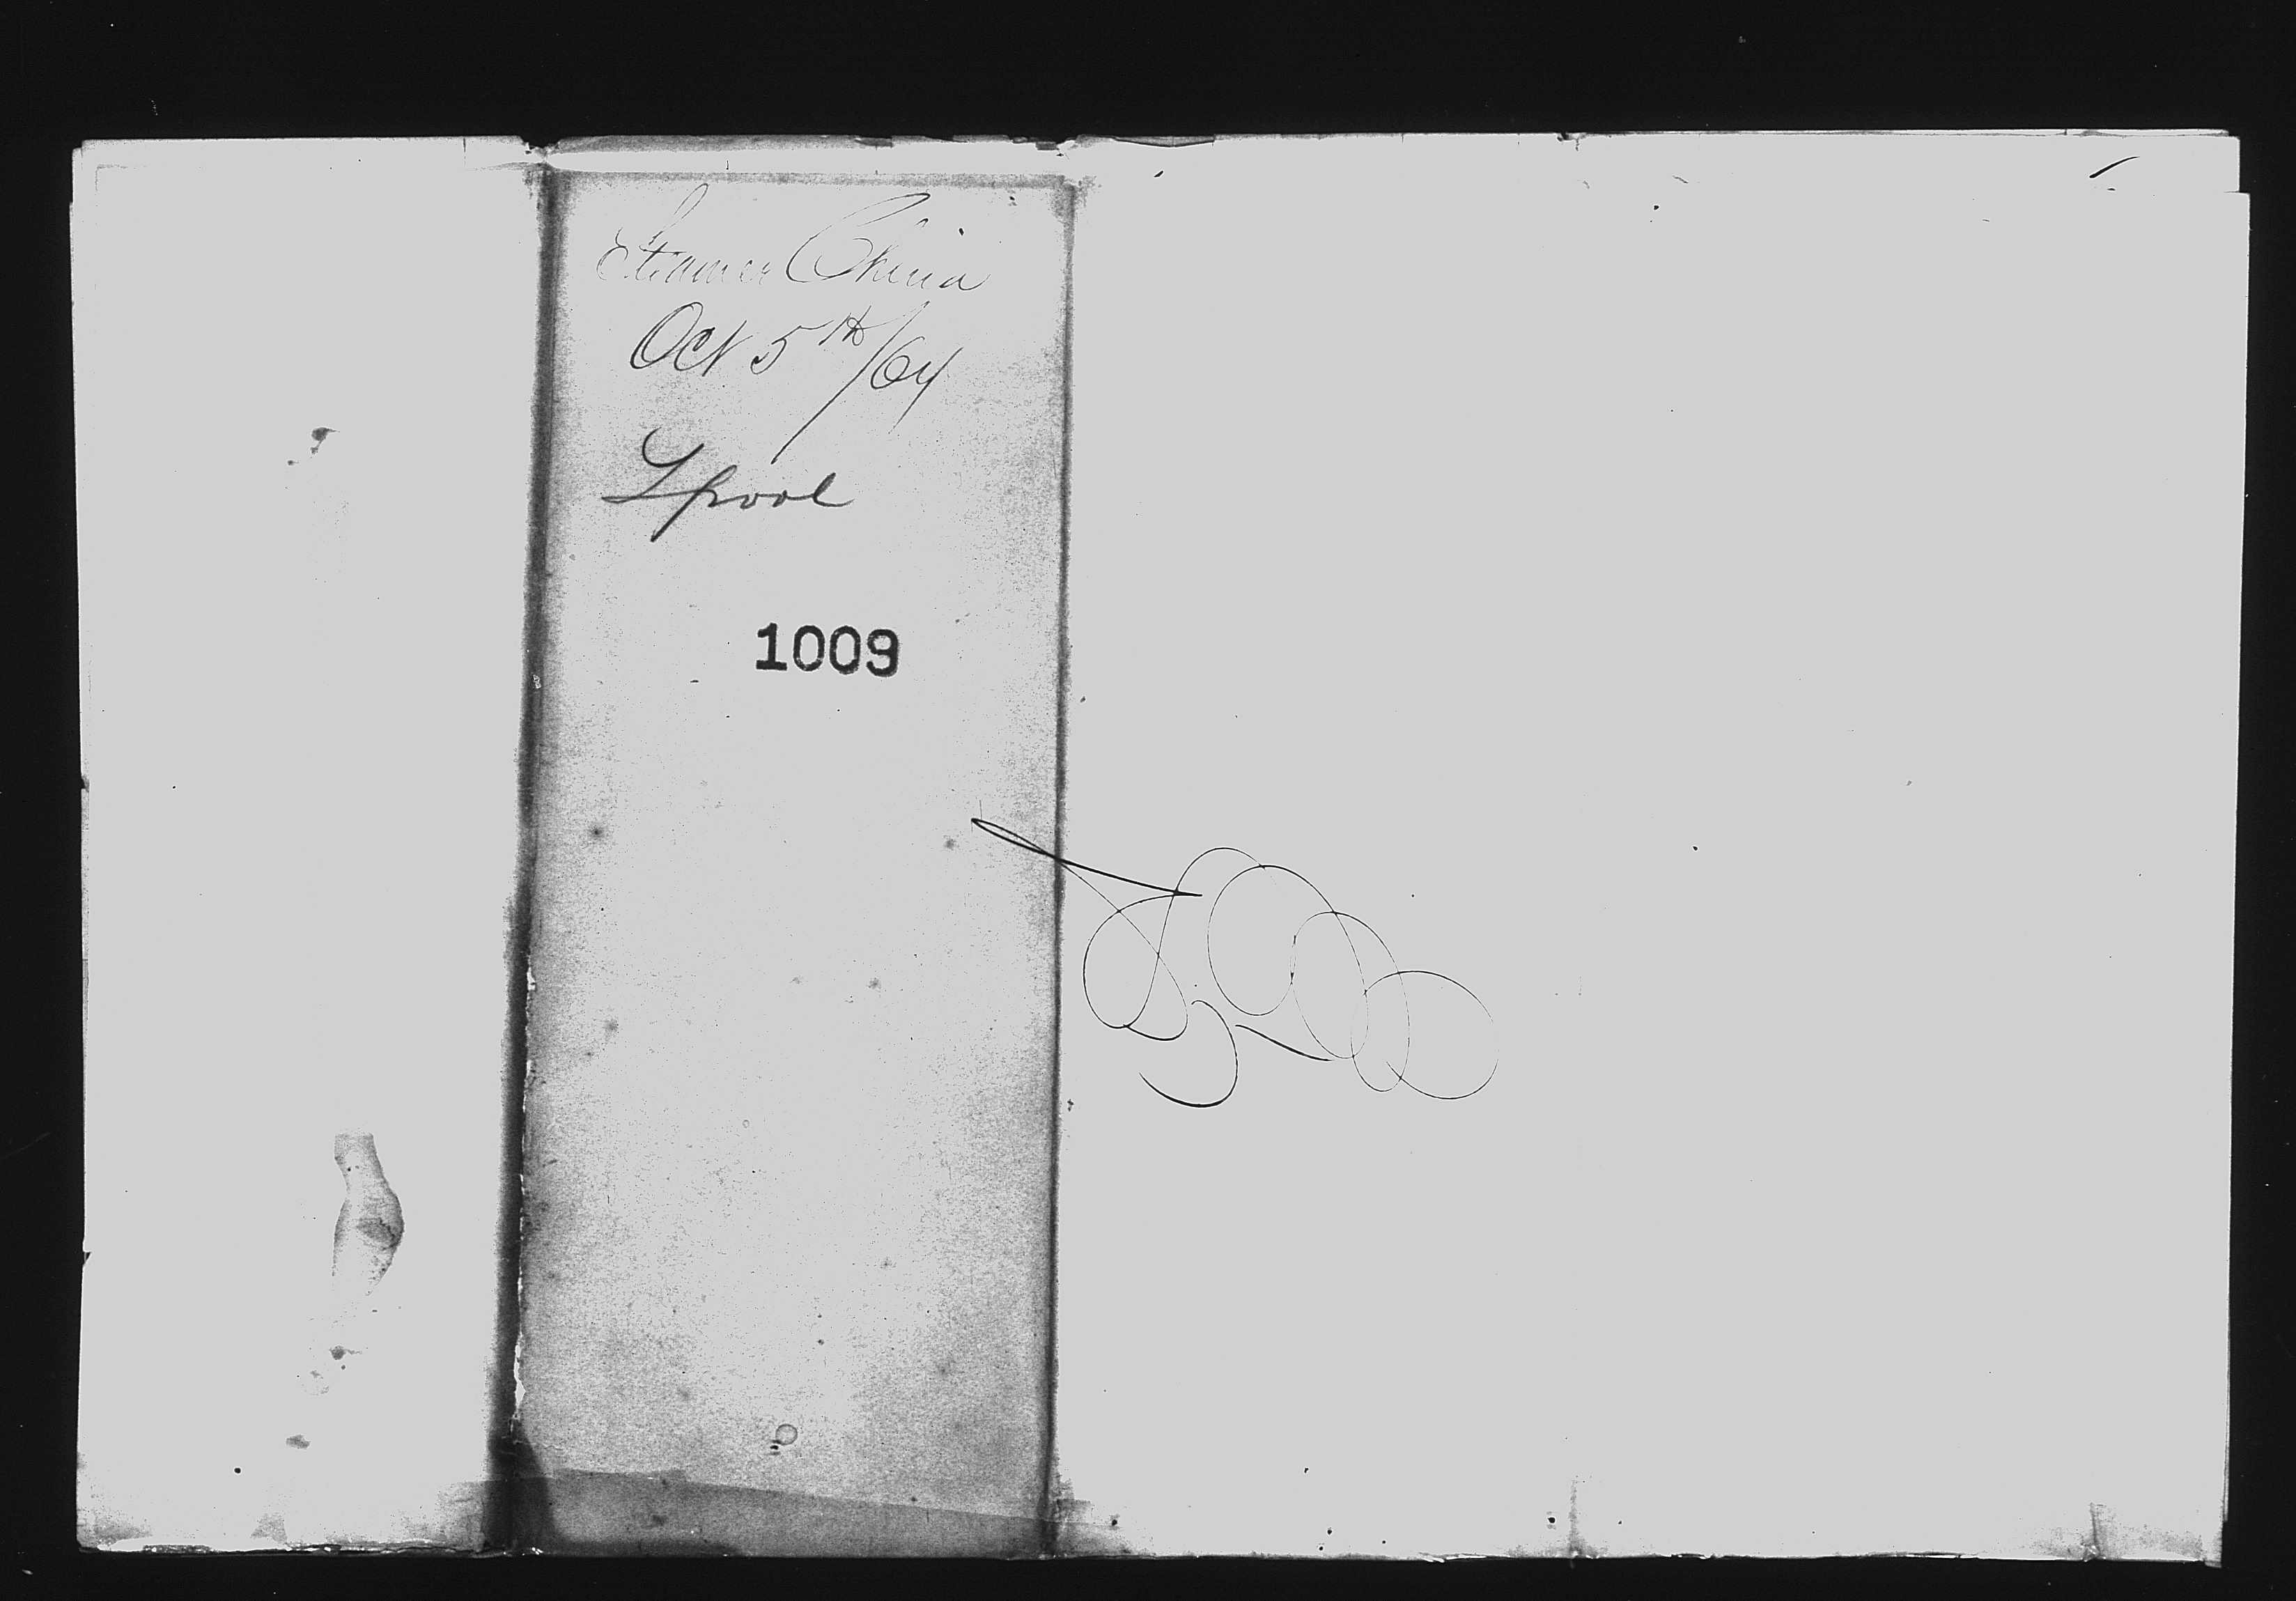 Steamer China
Oct 5th/64
Lpool
1009